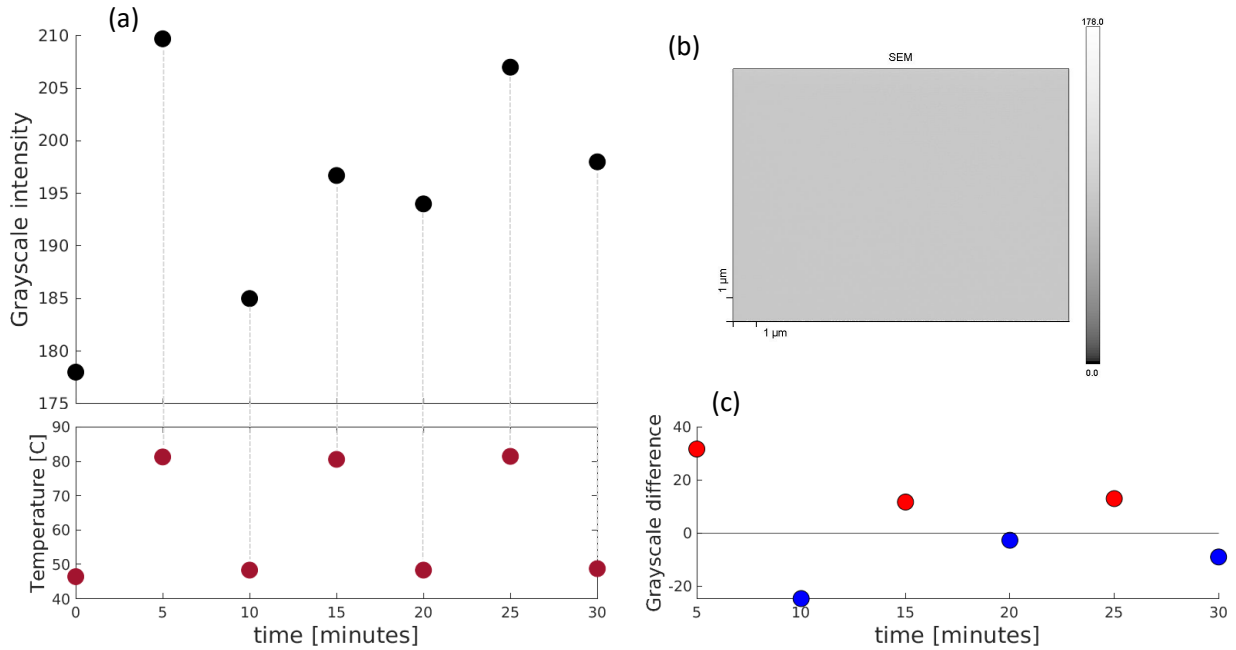 (a)
210
205
200
195
190
185
180
175
Grayscale intensity
90
80
70
60
50
40
Temperature [C]
0 5 10 15 20 25 30
time [minutes]
(b)
SEM
178.0
0.0
1 µm
1 µm
(c)
40
20
0
-20
Grayscale difference
5 10 15 20 25 30
time [minutes]